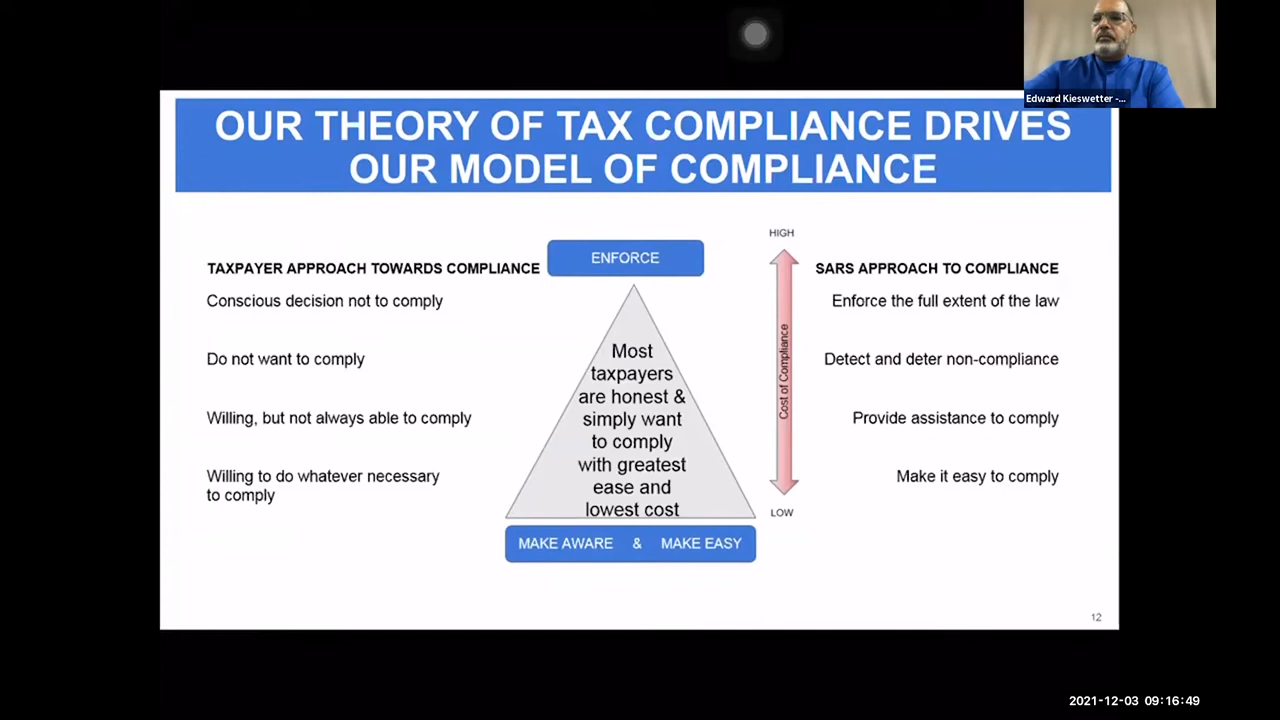 Edward Kieswetter -...
OUR THEORY OF TAX COMPLIANCE DRIVES
OUR MODEL OF COMPLIANCE
TAXPAYER APPROACH TOWARDS COMPLIANCE
Conscious decision not to comply
Do not want to comply
Willing, but not always able to comply
Willing to do whatever necessary
to comply
ENFORCE
Most
taxpayers
are honest &
simply want
to comply
with greatest
ease and
lowest cost
MAKE AWARE & MAKE EASY
HIGH
Cost of Compliance
LOW
SARS APPROACH TO COMPLIANCE
Enforce the full extent of the law
Detect and deter non-compliance
Provide assistance to comply
Make it easy to comply
12
2021-12-03 09:16:49